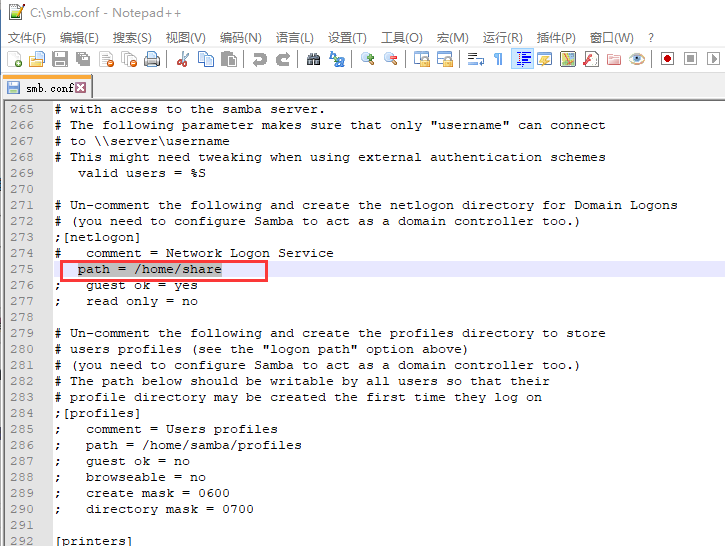 C:\smb.conf - Notepad++
文件(F) 编辑(E) 搜索(S) 视图(V) 编码(N) 语言(L) 设置(T) 工具(O) 宏(M) 运行(R) 插件(P) 窗口(W) ?
smb.conf
265 # with access to the samba server.
266 # The following parameter makes sure that only "username" can connect
267 # to \\server\username
268 # This might need tweaking when using external authentication schemes
269 valid users = %S
270
271 # Un-comment the following and create the netlogon directory for Domain Logons
272 # (you need to configure Samba to act as a domain controller too.)
273 ;[netlogon]
274 # comment = Network Logon Service
275 path = /home/share
276 ; guest ok = yes
277 ; read only = no
278
279 # Un-comment the following and create the profiles directory to store
280 # users profiles (see the "logon path" option above)
281 # (you need to configure Samba to act as a domain controller too.)
282 # The path below should be writable by all users so that their
283 # profile directory may be created the first time they log on
284 ;[profiles]
285 ; comment = Users profiles
286 ; path = /home/samba/profiles
287 ; guest ok = no
288 ; browseable = no
289 ; create mask = 0600
290 ; directory mask = 0700
291
292 [printers]